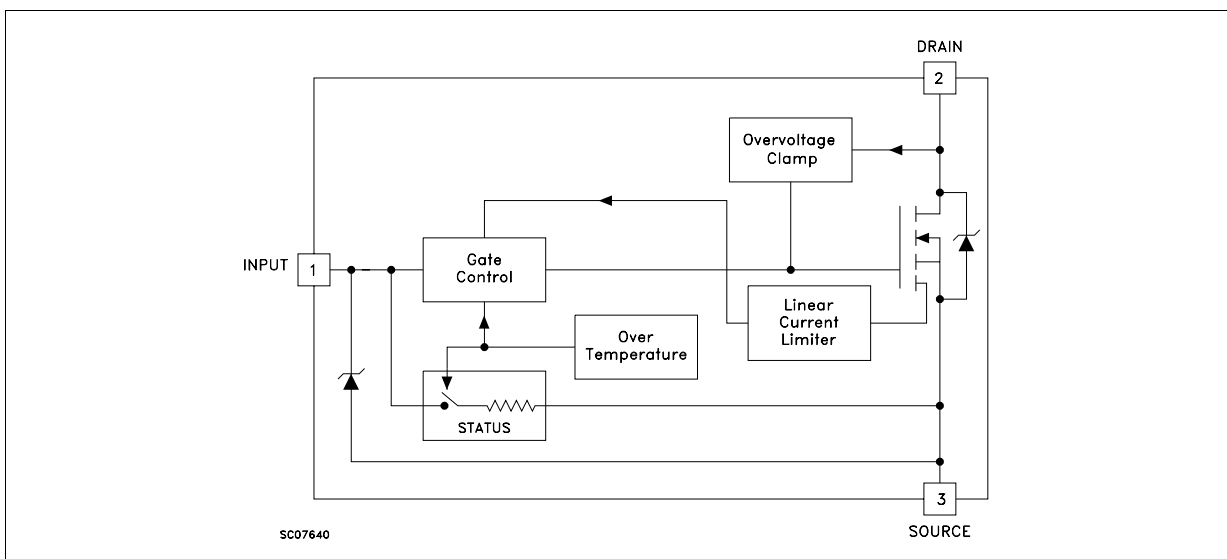 DRAIN
2
Overvoltage
Clamp
INPUT
1
Gate
Control
Linear
Current
Limiter
Over
Temperature
STATUS
3
SC07640
SOURCE